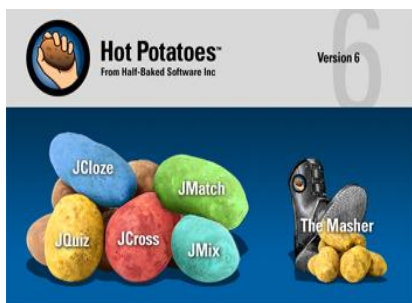 Hot Potatoes™
From Half-Baked Software Inc
Version 6
6
JCloze
JMatch
JQuiz
JCross
JMix
The Masher